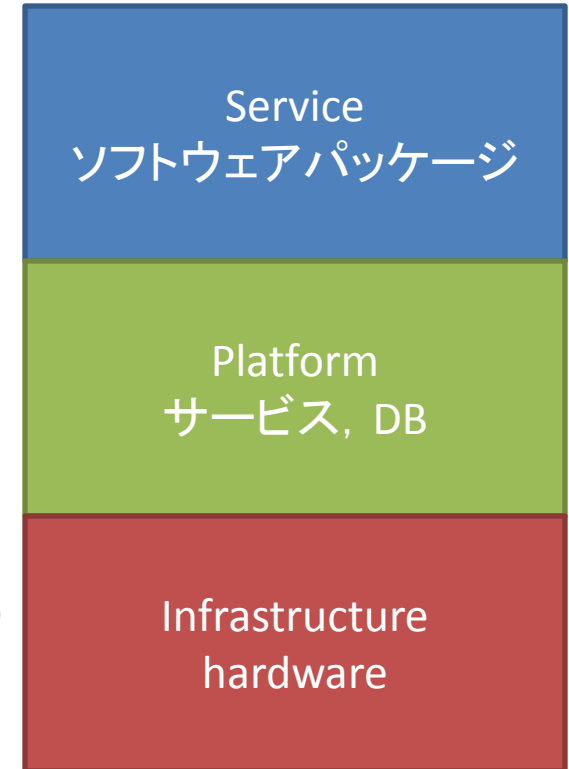 Service
ソフトウェアパッケージ
Platform
サービス, DB
Infrastructure
hardware